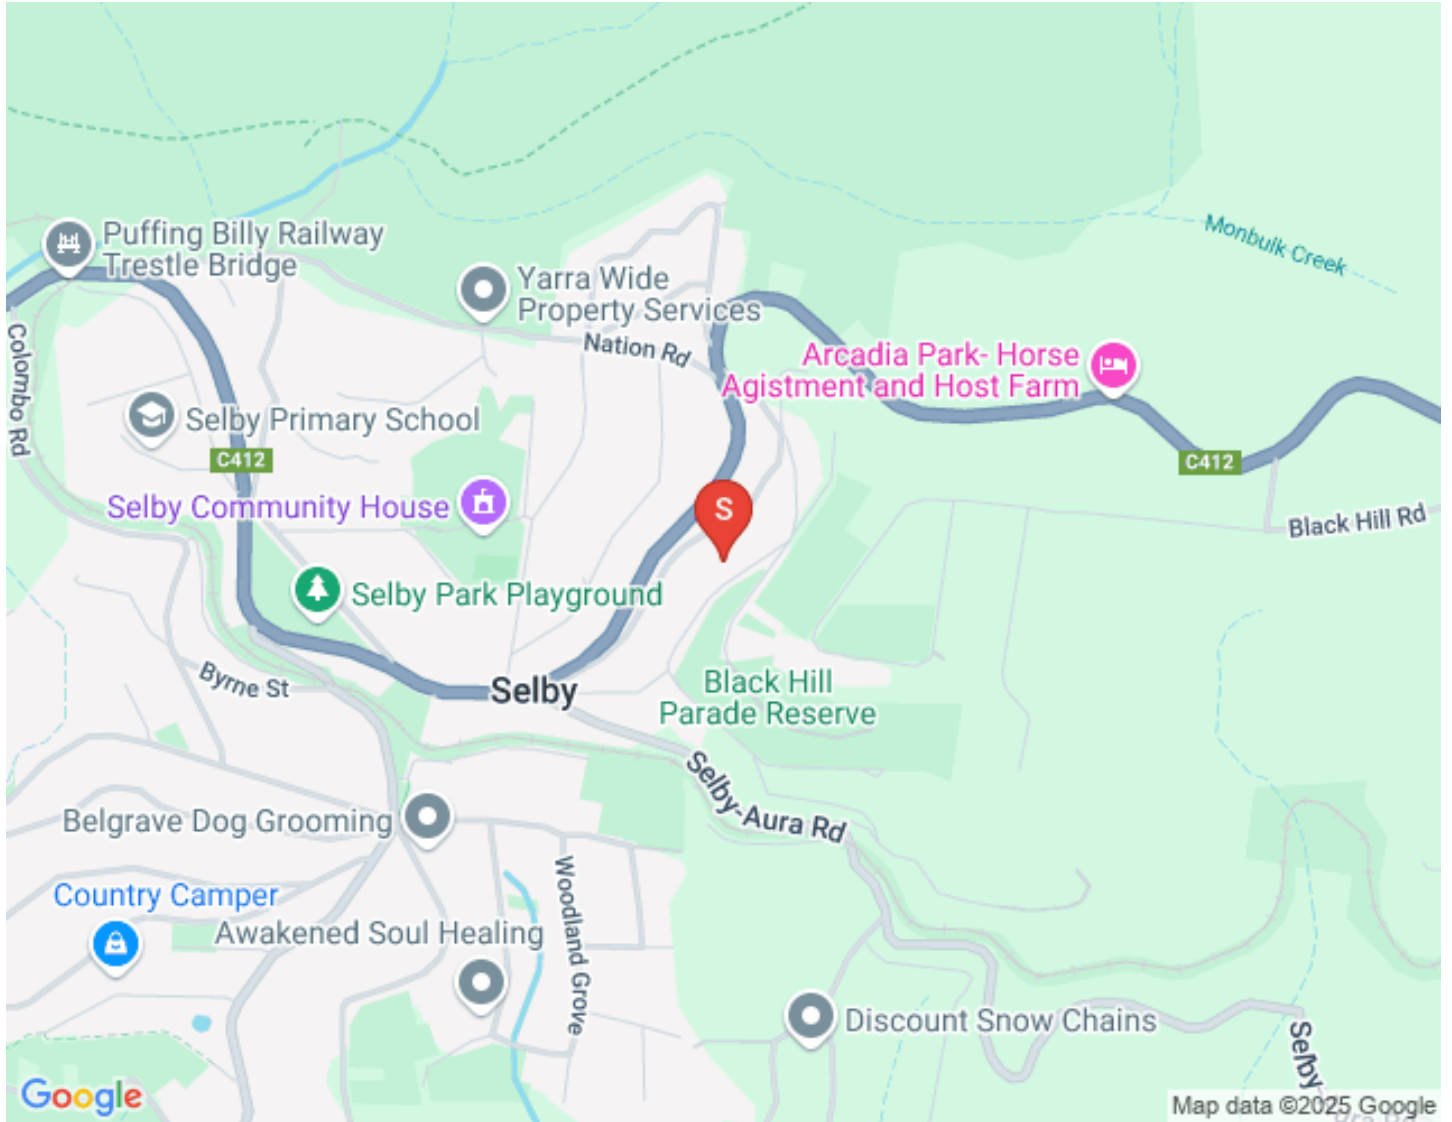 Monbulk Creek
Puffing Billy Railway
Trestle Bridge
Yarra Wide
Property Services
Nation Rd
Arcadia Park- Horse
Agistment and Host Farm
Colombo Rd
Selby Primary School
C412
C412
S
Selby Community House
Black Hill Rd
Selby Park Playground
Byrne St
Selby
Black Hill
Parade Reserve
Selby-Aura Rd
Belgrave Dog Grooming
Woodland Grove
Country Camper
Awakened Soul Healing
Discount Snow Chains
Selby
Google
Map data ©2025 Google